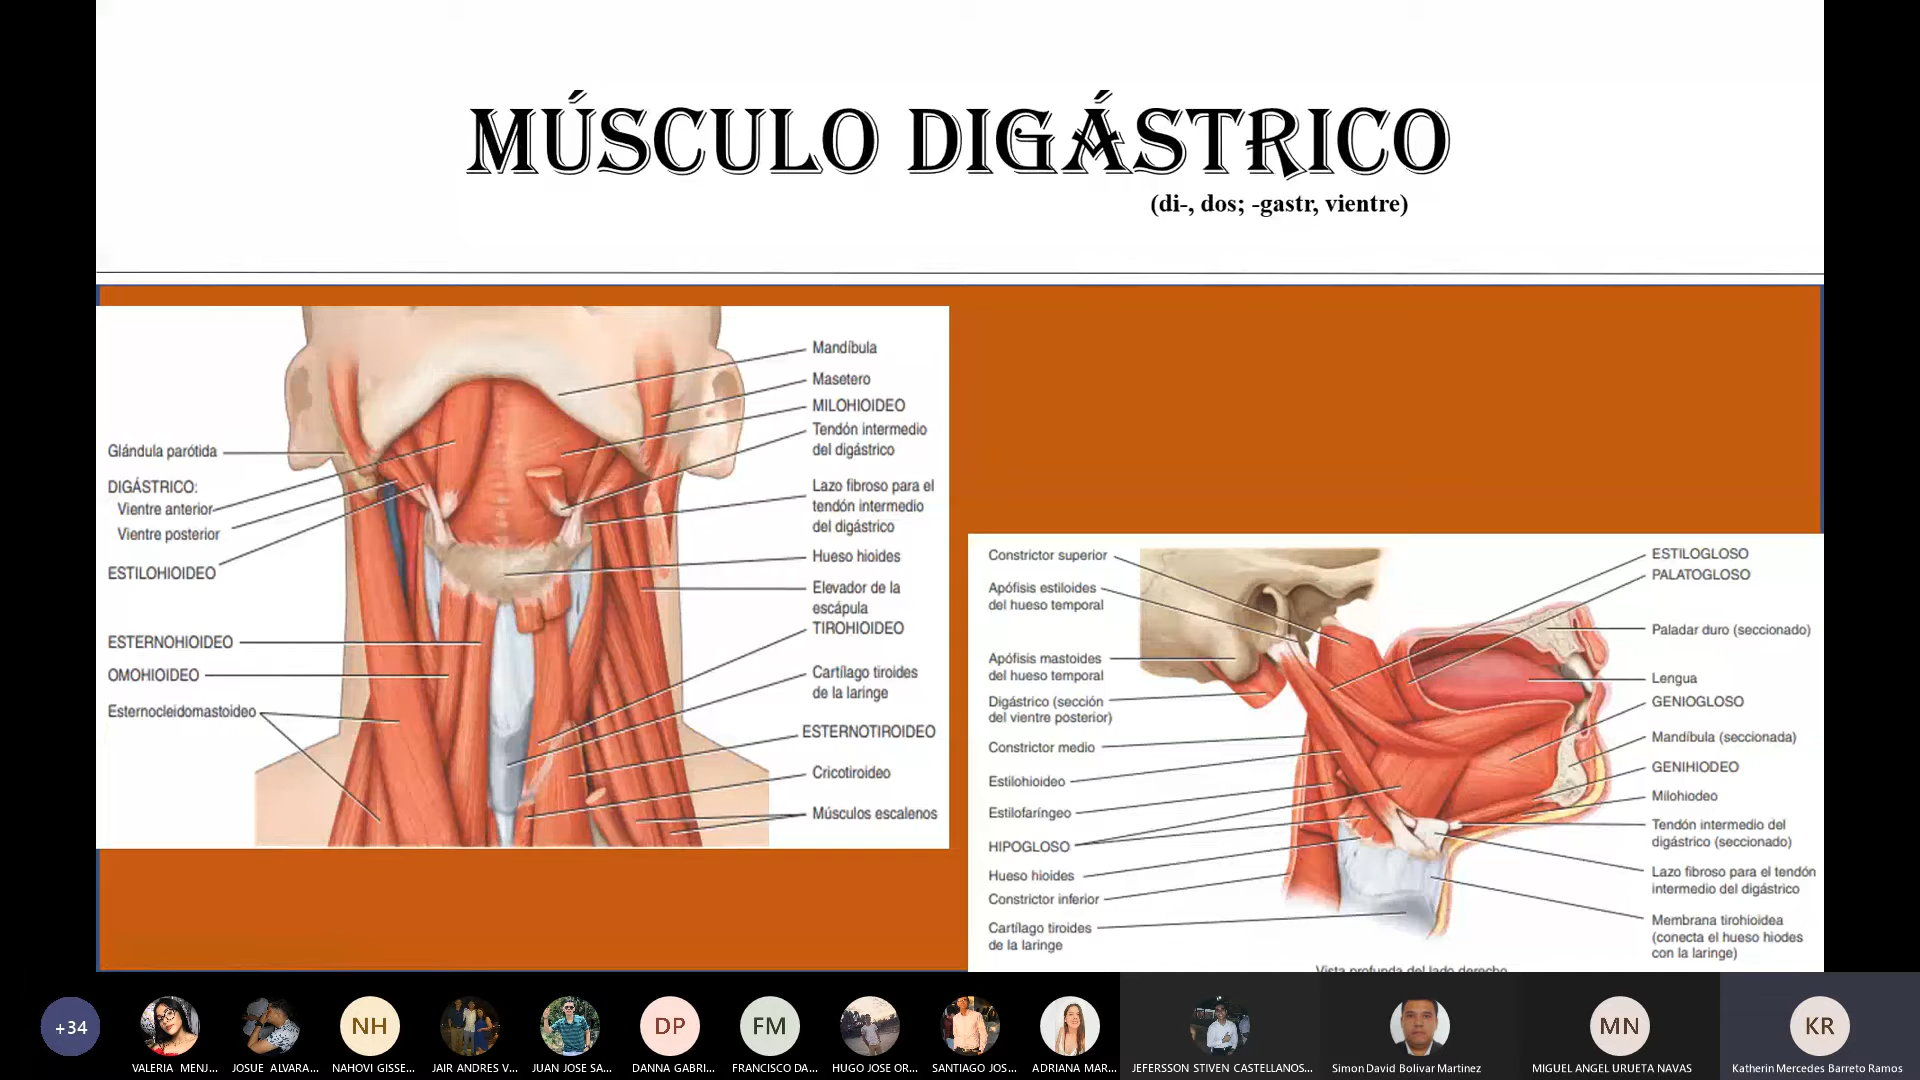 MÚSCULO DIGÁSTRICO
(di-, dos; -gastr, vientre)
Glándula parótida
DIGÁSTRICO:
Vientre anterior
Vientre posterior
ESTILOHIOIDEO
ESTERNOHIOIDEO
OMOHIOIDEO
Esternocleidomastoideo
Mandíbula
Masetero
MILOHIOIDEO
Tendón intermedio
del digástrico
Lazo fibroso para el
tendón intermedio
del digástrico
Hueso hioides
Elevador de la
escápula
TIROHIOIDEO
Cartílago tiroides
de la laringe
ESTERNOTIROIDEO
Cricotiroideo
Músculos escalenos
Constrictor superior
Apófisis estiloides
del hueso temporal
Apófisis mastoides
del hueso temporal
Digástrico (sección
del vientre posterior)
Constrictor medio
Estilohioideo
Estilofaríngeo
HIPOGLOSO
Hueso hioides
Constrictor inferior
Cartílago tiroides
de la laringe
ESTILOGLOSO
PALATOGLOSO
Paladar duro (seccionado)
Lengua
GENIOGLOSO
Mandíbula (seccionada)
GENIHIODEO
Milohiodeo
Tendón intermedio del
digástrico (seccionado)
Lazo fibroso para el tendón
intermedio del digástrico
Membrana tirohioidea
(conecta el hueso hiodes
con la laringe)
Vista profunda del lado derecho
+34
VALERIA MENJ...
JOSUE ALVARA...
NH
NAHOVI GISSE...
JAIR ANDRES V...
JUAN JOSE SA...
DP
DANNA GABRI...
FM
FRANCISCO DA...
HUGO JOSE OR...
SANTIAGO JOS...
ADRIANA MAR...
JEFERSSON STIVEN CASTELLANOS...
Simon David Bolivar Martinez
MN
MIGUEL ANGEL URUETA NAVAS
KR
Katherin Mercedes Barreto Ramos